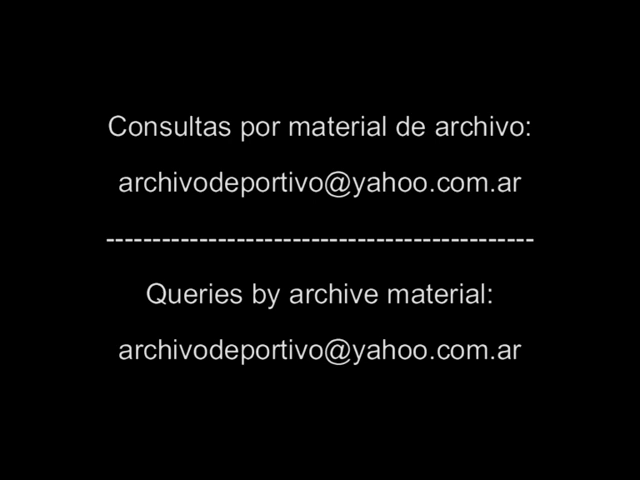 Consultas por material de archivo:
archivodeportivo@yahoo.com.ar
----------------------------------------------
Queries by archive material:
archivodeportivo@yahoo.com.ar